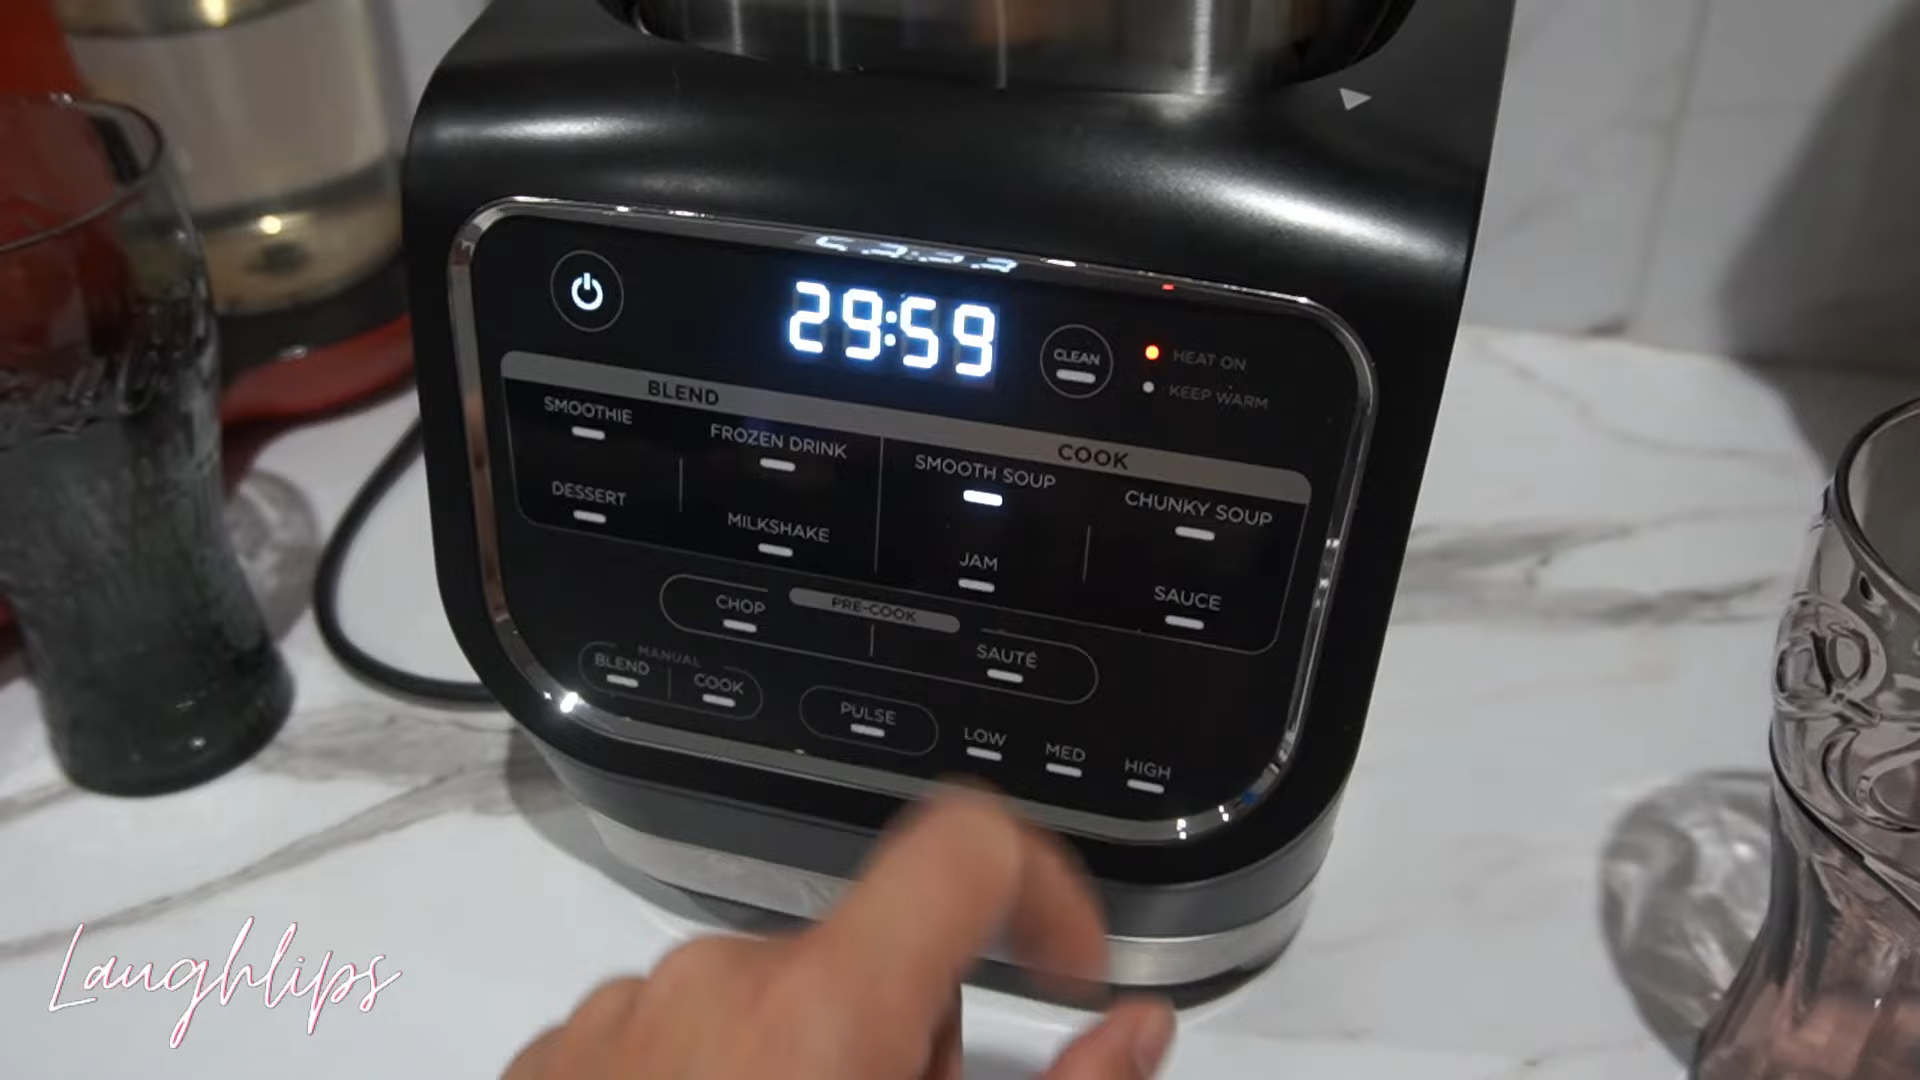 29:59
CLEAN
HEAT ON
KEEP WARM
BLEND
COOK
SMOOTHIE
FROZEN DRINK
SMOOTH SOUP
CHUNKY SOUP
DESSERT
MILKSHAKE
JAM
SAUCE
PRE-COOK
CHOP
SAUTÉ
MANUAL
BLEND
COOK
PULSE
LOW
MED
HIGH
Laughlips